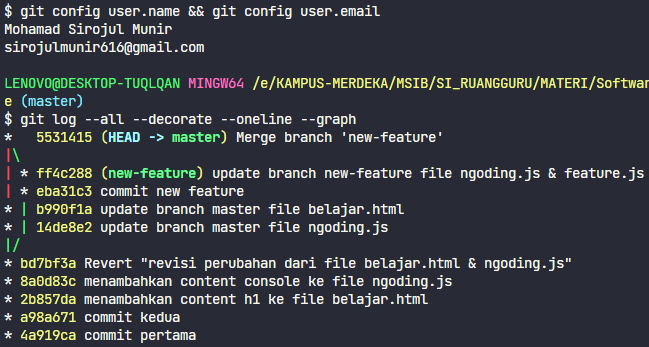 $ git config user.name && git config user.email
Mohamad Sirojul Munir
sirojulmunir616@gmail.com
LENOVO@DESKTOP-TUQLQAN MINGW64 /e/KAMPUS-MERDEKA/MSIB/SI_RUANGGURU/MATERI/Softwar
e (master)
$ git log --all --decorate --oneline --graph
*   5531415 (HEAD -> master) Merge branch 'new-feature'
|\
| * ff4c288 (new-feature) update branch new-feature file ngoding.js & feature.js
| * eba31c3 commit new feature
* | b990f1a update branch master file belajar.html
* | 14de8e2 update branch master file ngoding.js
|/
* bd7bf3a Revert "revisi perubahan dari file belajar.html & ngoding.js"
* 8a0d83c menambahkan content console ke file ngoding.js
* 2b857da menambahkan content h1 ke file belajar.html
* a98a671 commit kedua
* 4a919ca commit pertama